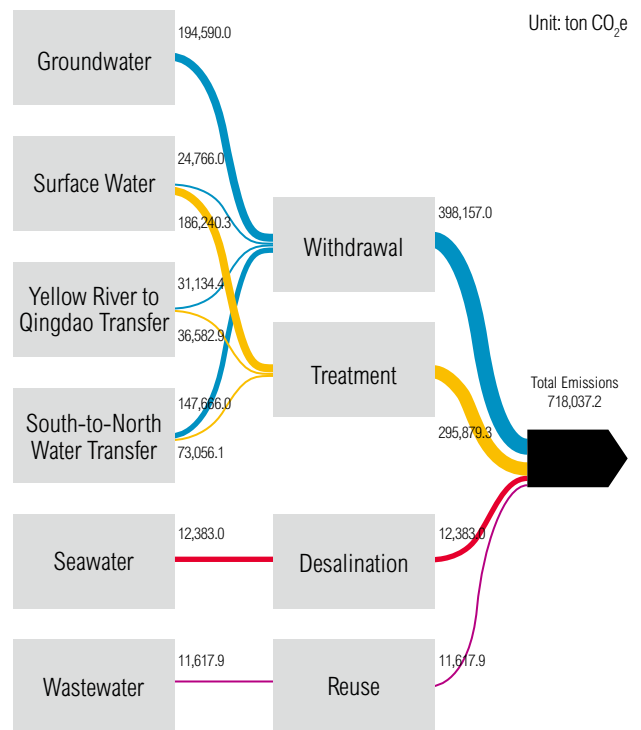 Unit: ton CO2e
Groundwater
194,590.0
Surface Water
24,766.0
186,240.3
Yellow River to
Qingdao Transfer
31,134.4
36,582.9
South-to-North
Water Transfer
147,666.0
73,056.1
Seawater
12,383.0
Wastewater
11,617.9
Withdrawal
398,157.0
Treatment
295,879.3
Desalination
12,383.0
Reuse
11,617.9
Total Emissions
718,037.2